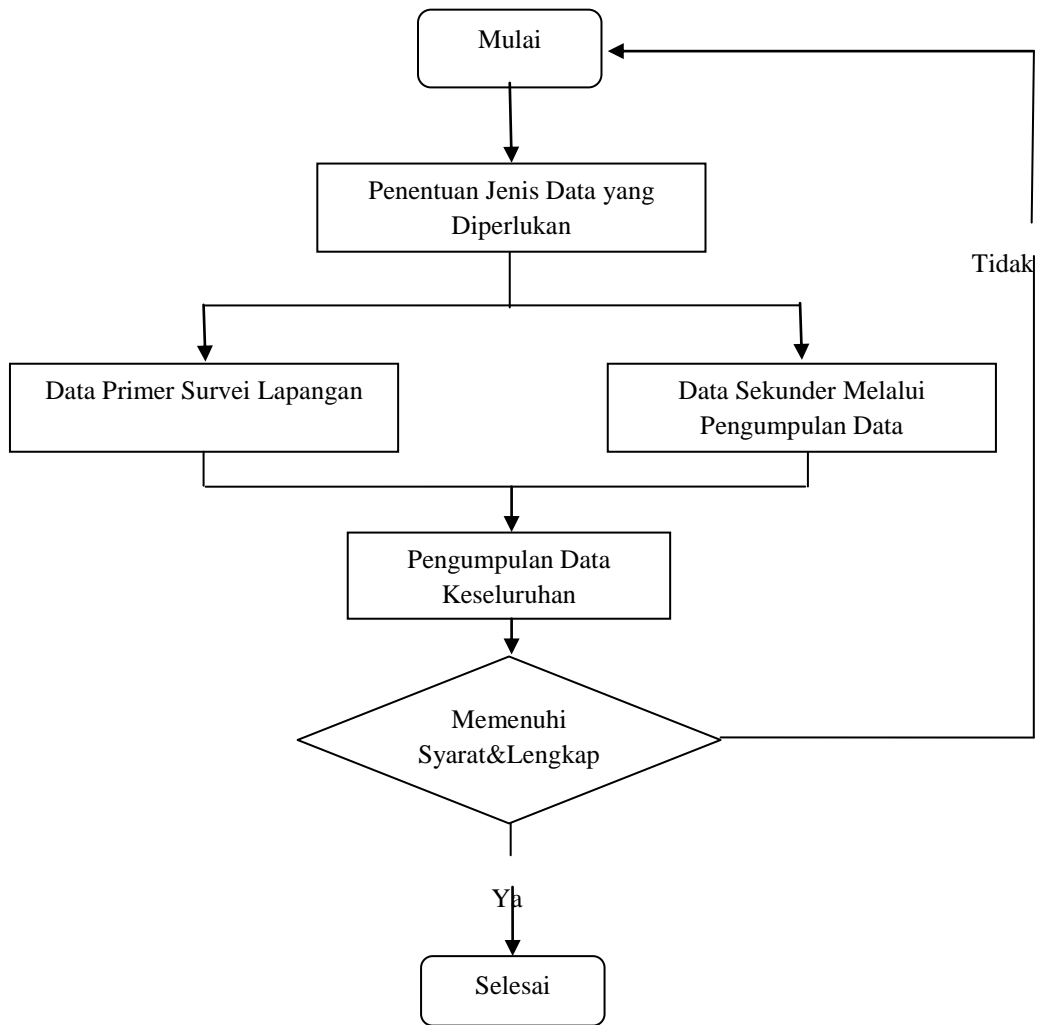 Mulai
Penentuan Jenis Data yang
Diperlukan
Tidak
Data Primer Survei Lapangan
Data Sekunder Melalui
Pengumpulan Data
Pengumpulan Data
Keseluruhan
Memenuhi
Syarat&Lengkap
Ya
Selesai